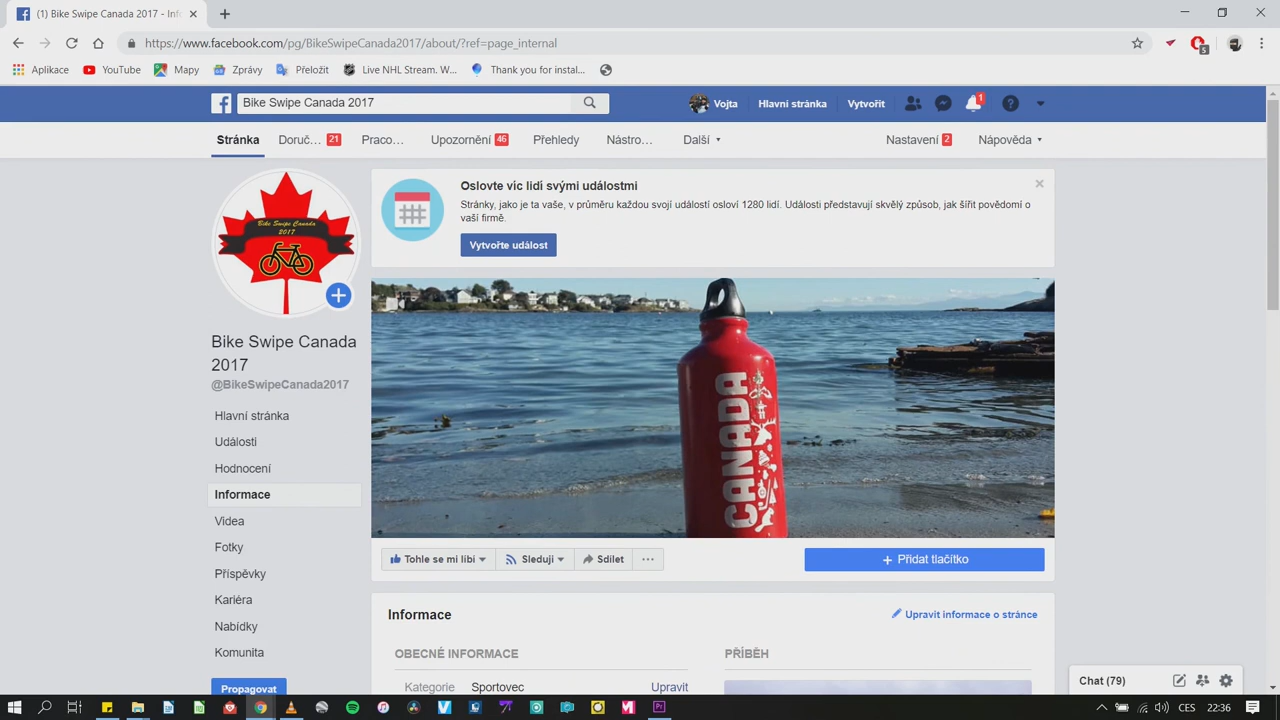 (1) Bike Swipe Canada 2017 - Info
https://www.facebook.com/pg/BikeSwipeCanada2017/about/?ref=page_internal
5
Aplikace
YouTube
Mapy
Zprávy
Přeložit
Live NHL Stream. W...
Thank you for instal...
Bike Swipe Canada 2017
Vojta
Hlavní stránka
Vytvořit
1
Stránka
Doruč... 21
Praco...
Upozornění 46
Přehledy
Nástro...
Další
Nastavení 2
Nápověda
Bike Swipe Canada
2017
Bike Swipe Canada
2017
@BikeSwipeCanada2017
Hlavní stránka
Události
Hodnocení
Informace
Videa
Fotky
Příspěvky
Kariéra
Nabídky
Komunita
Propagovat
Oslovte víc lidí svými událostmi
Stránky, jako je ta vaše, v průměru každou svojí událostí osloví 1280 lidí. Události představují skvělý způsob, jak šířit povědomí o
vaší firmě.
Vytvořte událost
CANADA
Tohle se mi líbí
Sleduji
Sdílet
...
+ Přidat tlačítko
Informace
Upravit informace o stránce
OBECNÉ INFORMACE
Kategorie Sportovec Upravit
PŘÍBĚH
Chat (79)
CES 22:36